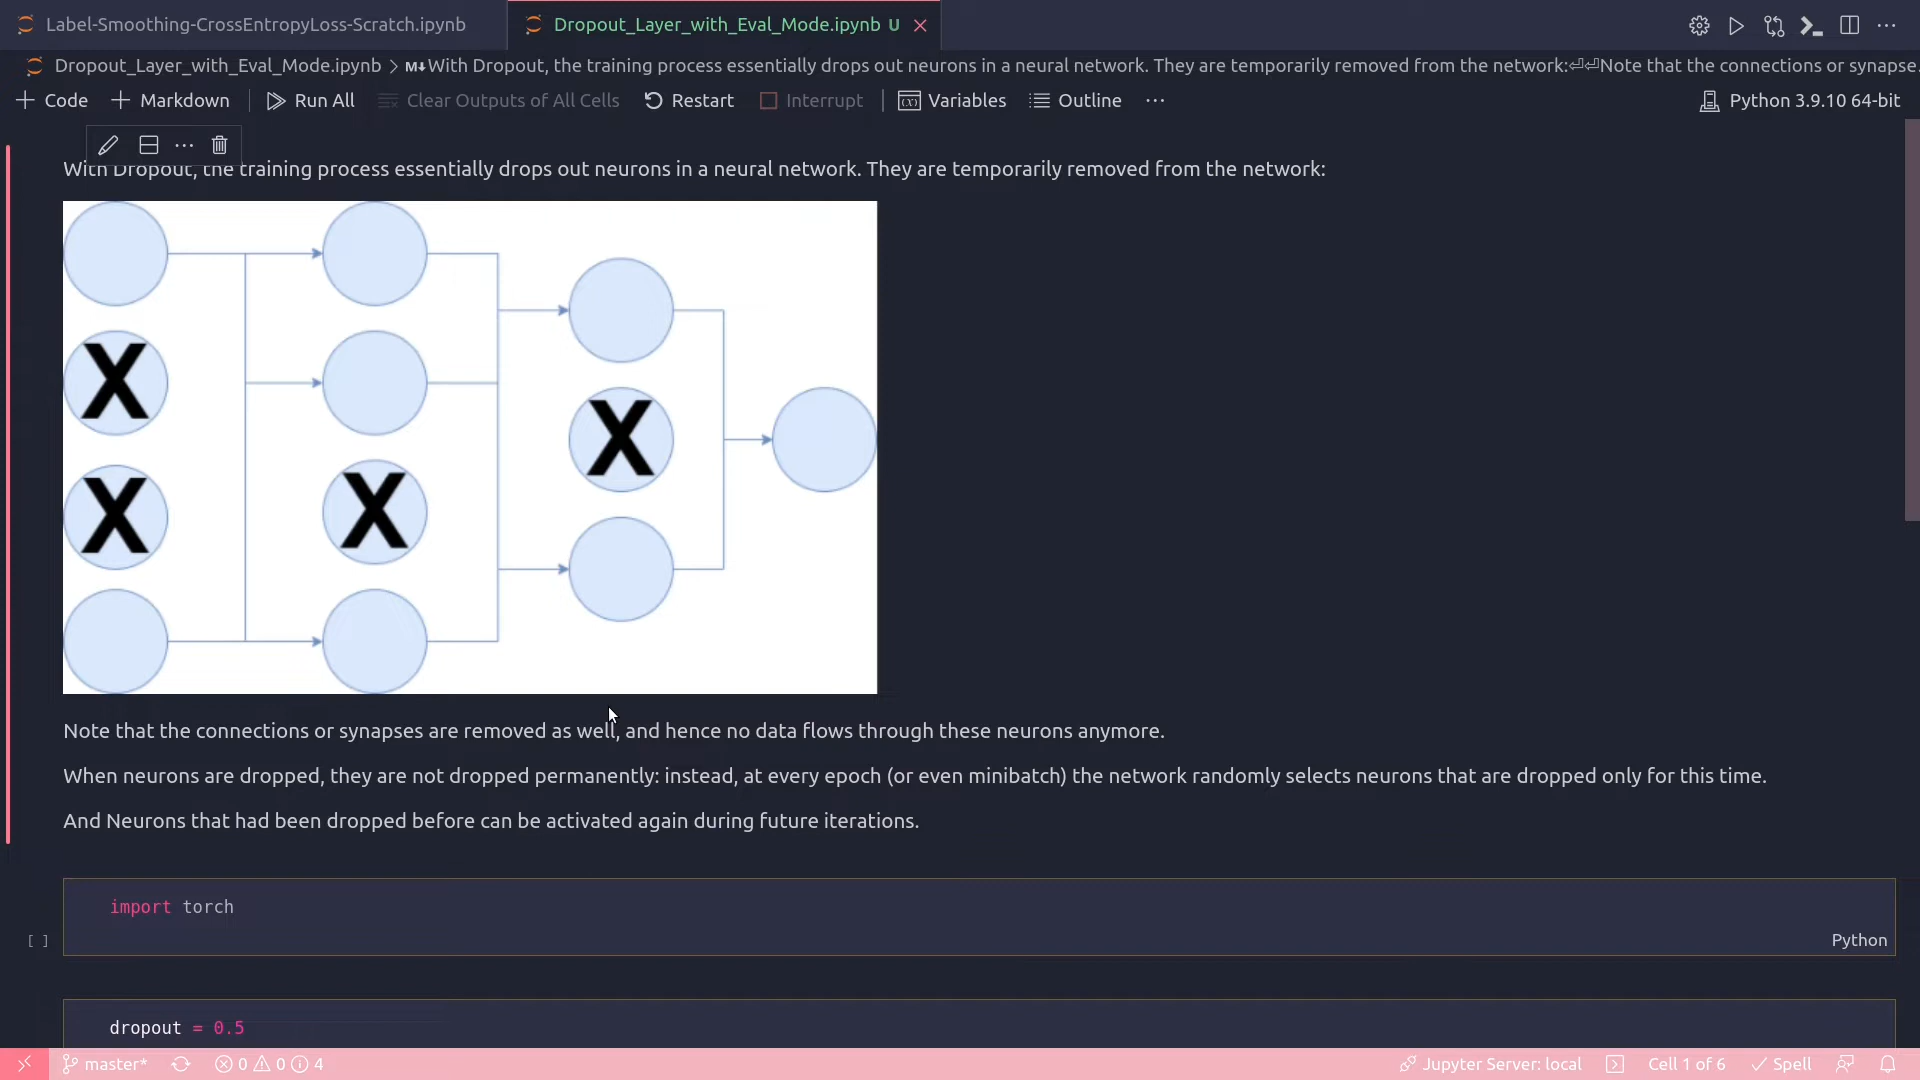 Label-Smoothing-CrossEntropyLoss-Scratch.ipynb
Dropout_Layer_with_Eval_Mode.ipynb U
Dropout_Layer_with_Eval_Mode.ipynb > M↓With Dropout, the training process essentially drops out neurons in a neural network. They are temporarily removed from the network:⏎⏎Note that the connections or synapse
+ Code + Markdown Run All Clear Outputs of All Cells Restart Interrupt Variables Outline ··· Python 3.9.10 64-bit
With Dropout, the training process essentially drops out neurons in a neural network. They are temporarily removed from the network:
X
X
X
X
Note that the connections or synapses are removed as well, and hence no data flows through these neurons anymore.
When neurons are dropped, they are not dropped permanently: instead, at every epoch (or even minibatch) the network randomly selects neurons that are dropped only for this time.
And Neurons that had been dropped before can be activated again during future iterations.
import torch
[ ]
Python
dropout = 0.5
master* 0 0 4 Jupyter Server: local Cell 1 of 6 Spell